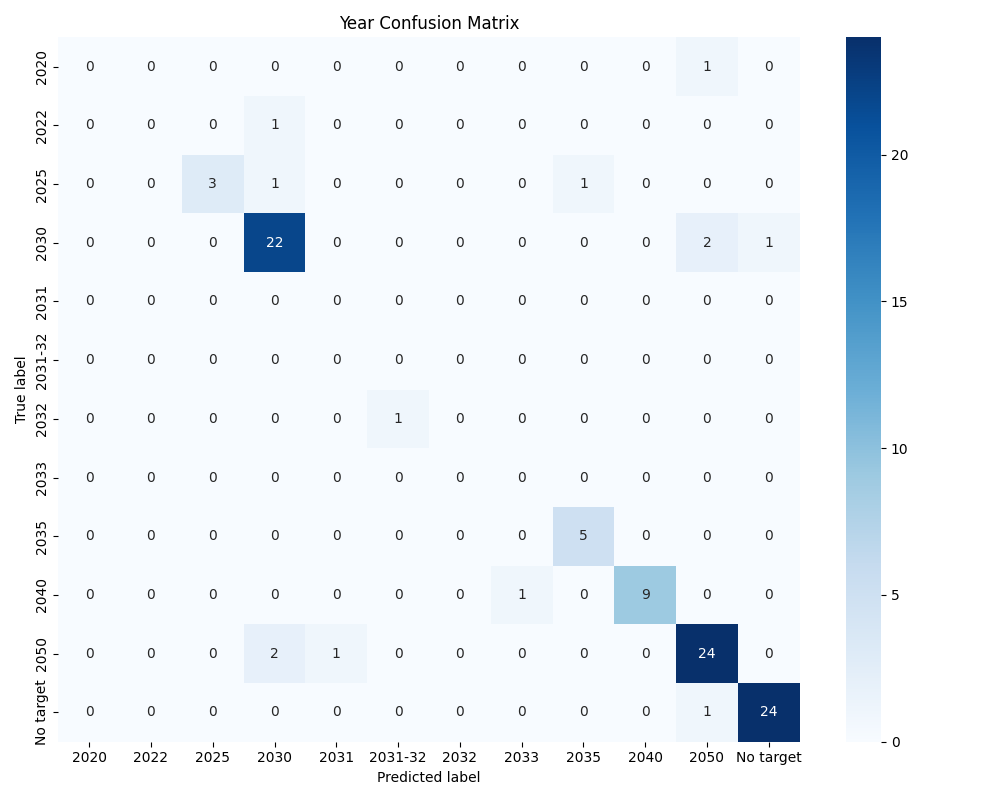 Year Confusion Matrix
2020 0 0 0 0 0 0 0 0 0 0 1 0
2022 0 0 0 1 0 0 0 0 0 0 0 0
2025 0 0 3 1 0 0 0 0 1 0 0 0
2030 0 0 0 22 0 0 0 0 0 0 2 1
2031 0 0 0 0 0 0 0 0 0 0 0 0
2031-32 0 0 0 0 0 0 0 0 0 0 0 0
2032 0 0 0 0 0 1 0 0 0 0 0 0
2033 0 0 0 0 0 0 0 0 0 0 0 0
2035 0 0 0 0 0 0 0 0 5 0 0 0
2040 0 0 0 0 0 0 0 1 0 9 0 0
2050 0 0 0 2 1 0 0 0 0 0 24 0
No target 0 0 0 0 0 0 0 0 0 0 1 24
True label
2020 2022 2025 2030 2031 2031-32 2032 2033 2035 2040 2050 No target
Predicted label
20
15
10
5
0